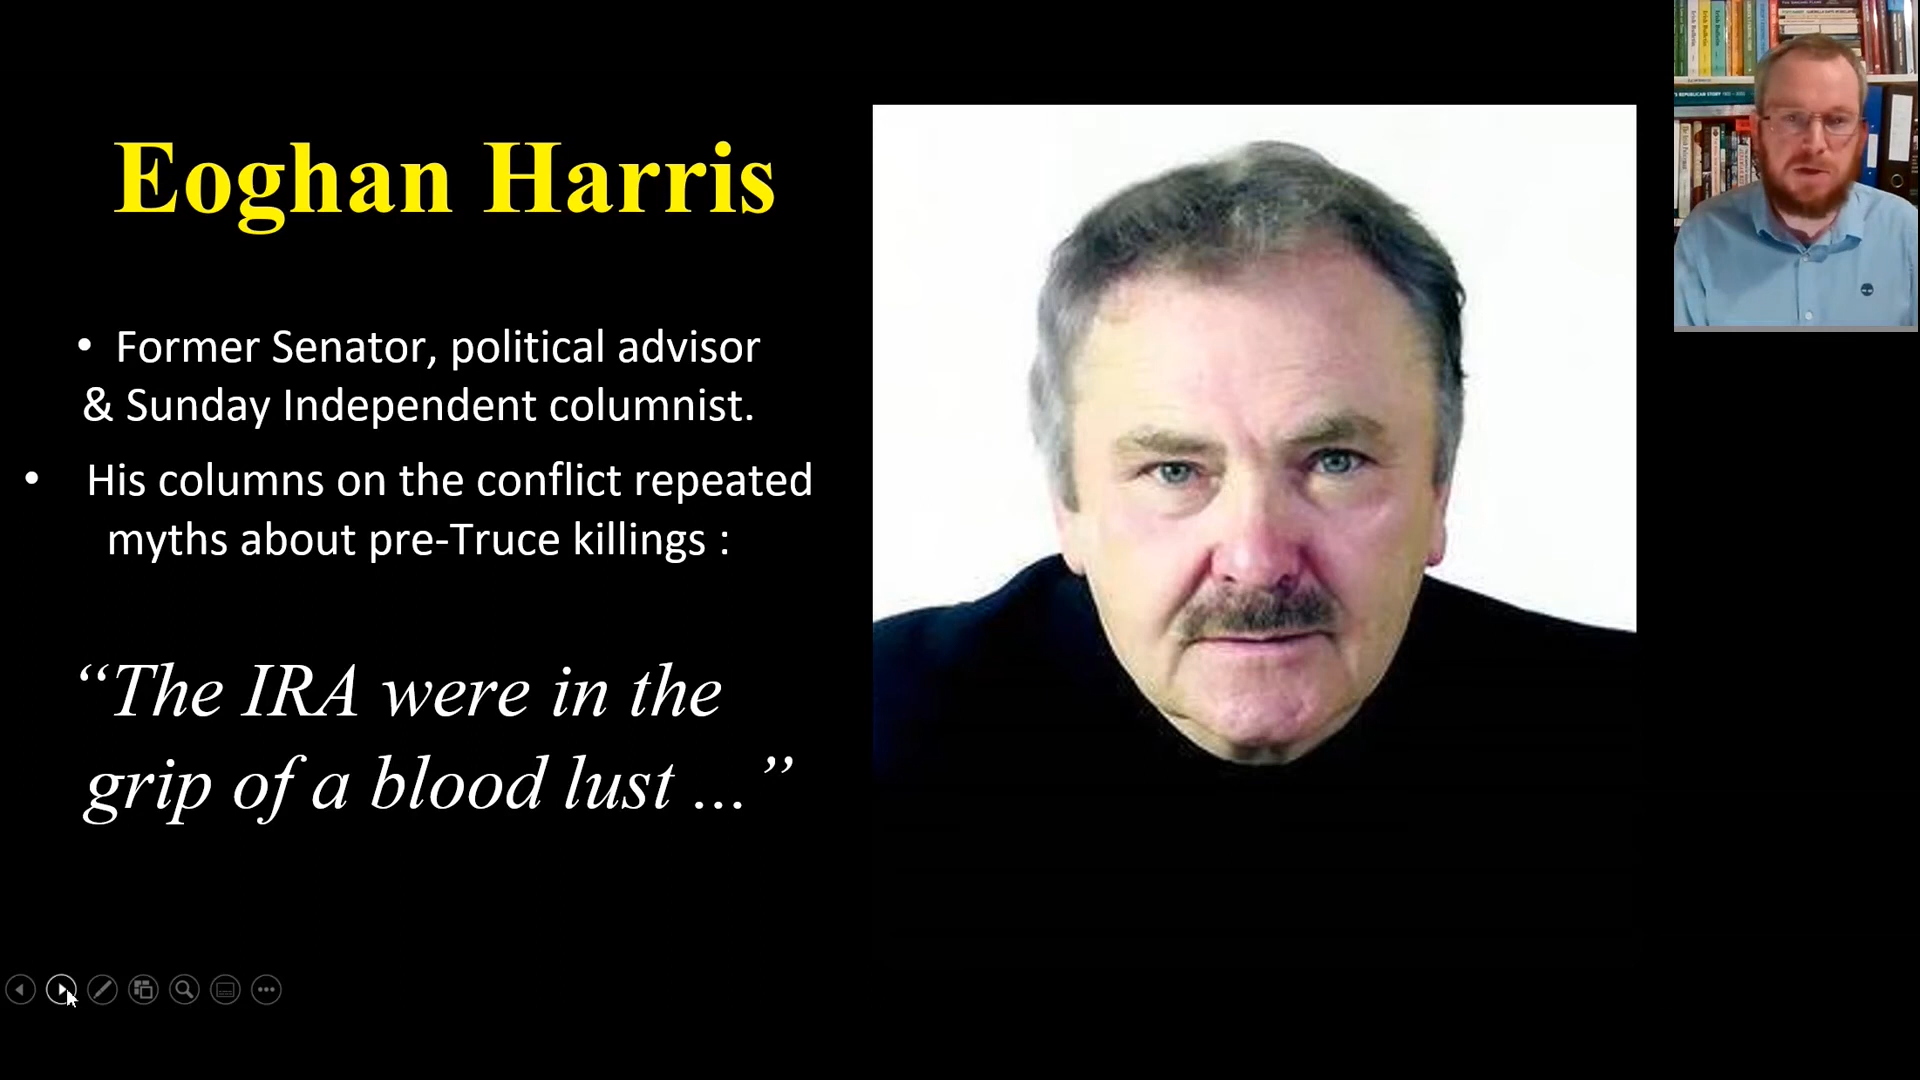 Eoghan Harris
• Former Senator, political advisor
& Sunday Independent columnist.
• His columns on the conflict repeated
myths about pre-Truce killings :
“The IRA were in the
grip of a blood lust ...”